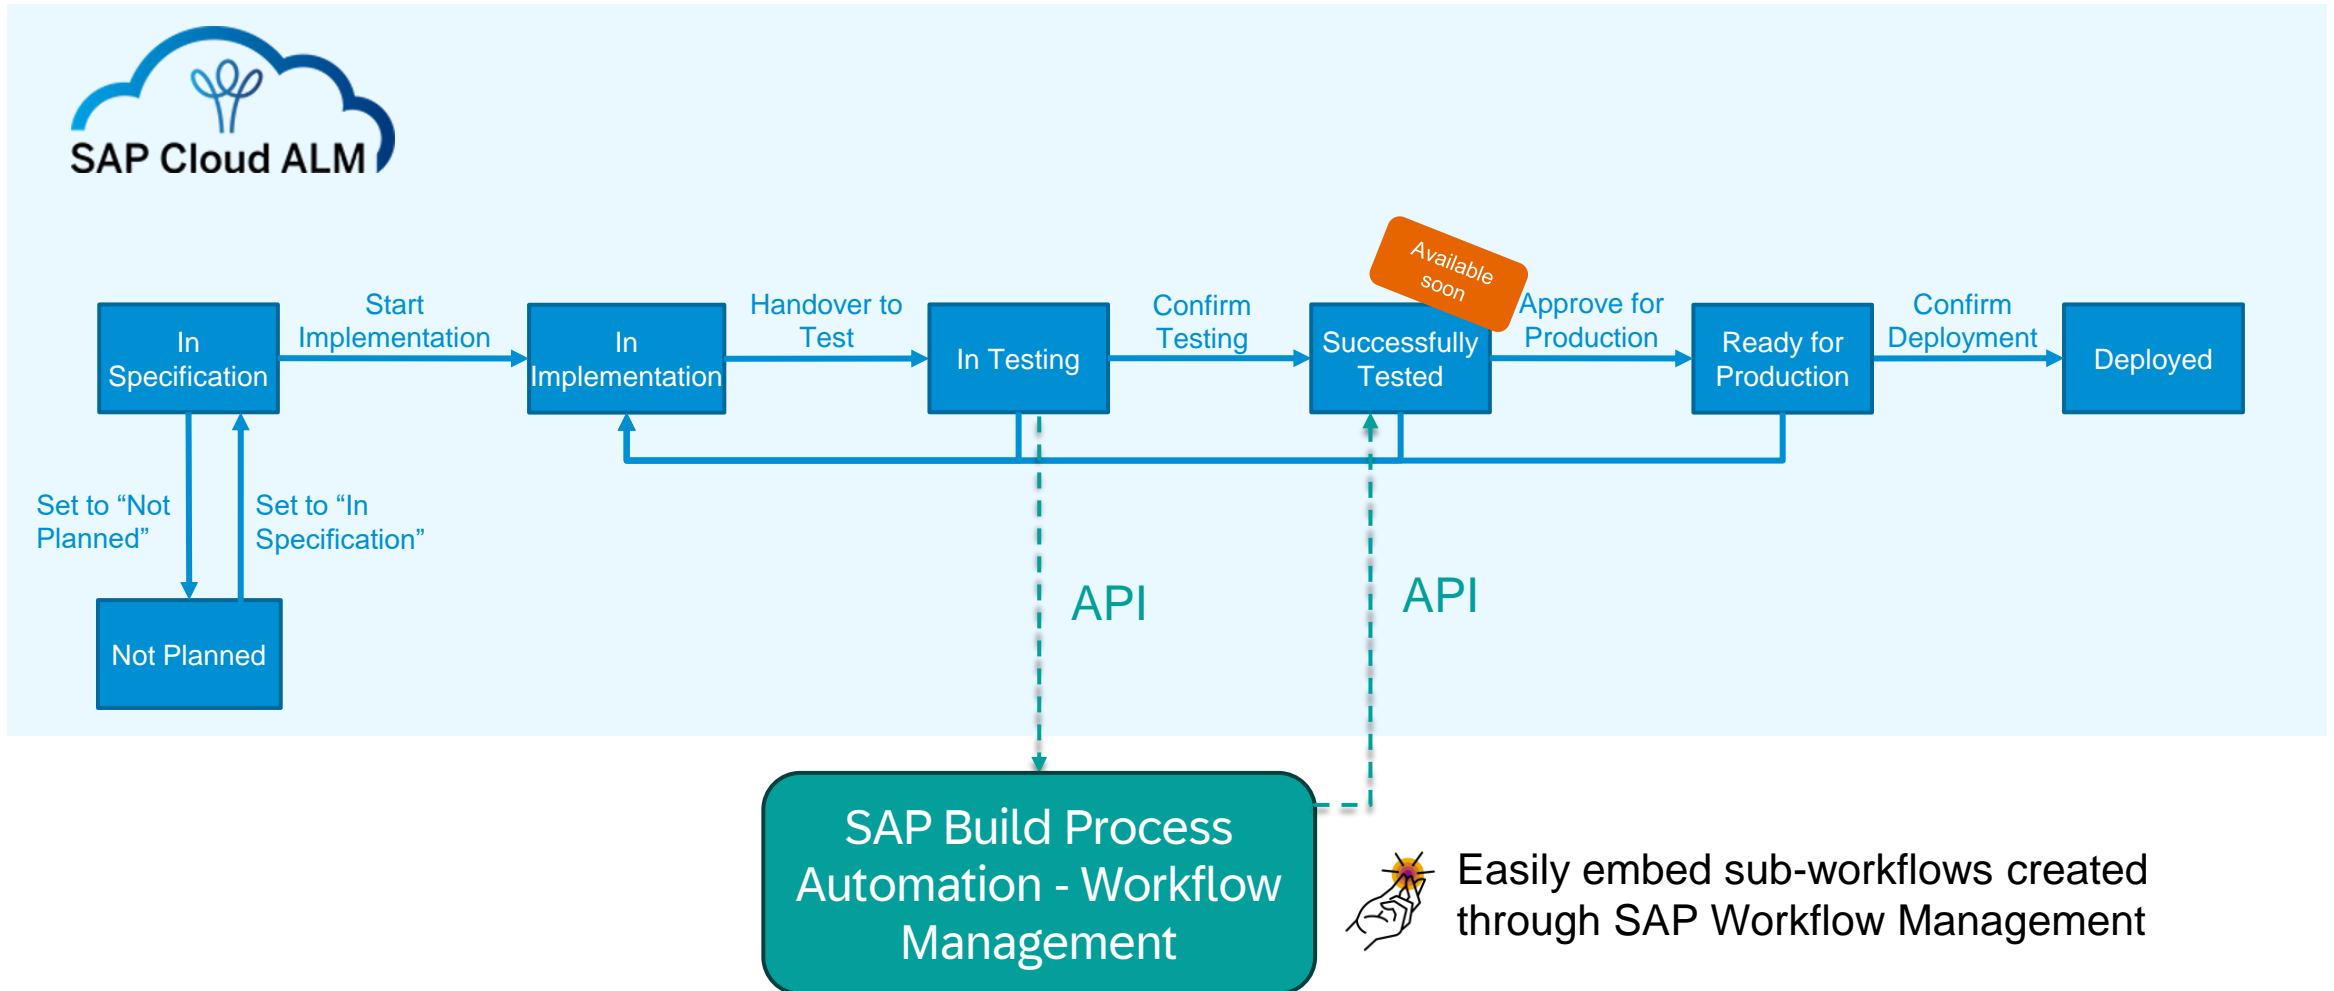 SAP Cloud ALM
Available
soon
Start
Implementation
Handover to
Test
Confirm
Testing
Approve for
Production
Confirm
Deployment
In
Specification
In
Implementation
In Testing
Successfully
Tested
Ready for
Production
Deployed
Set to “Not
Planned”
Set to “In
Specification”
Not Planned
API
API
SAP Build Process
Automation - Workflow
Management
Easily embed sub-workflows created
through SAP Workflow Management